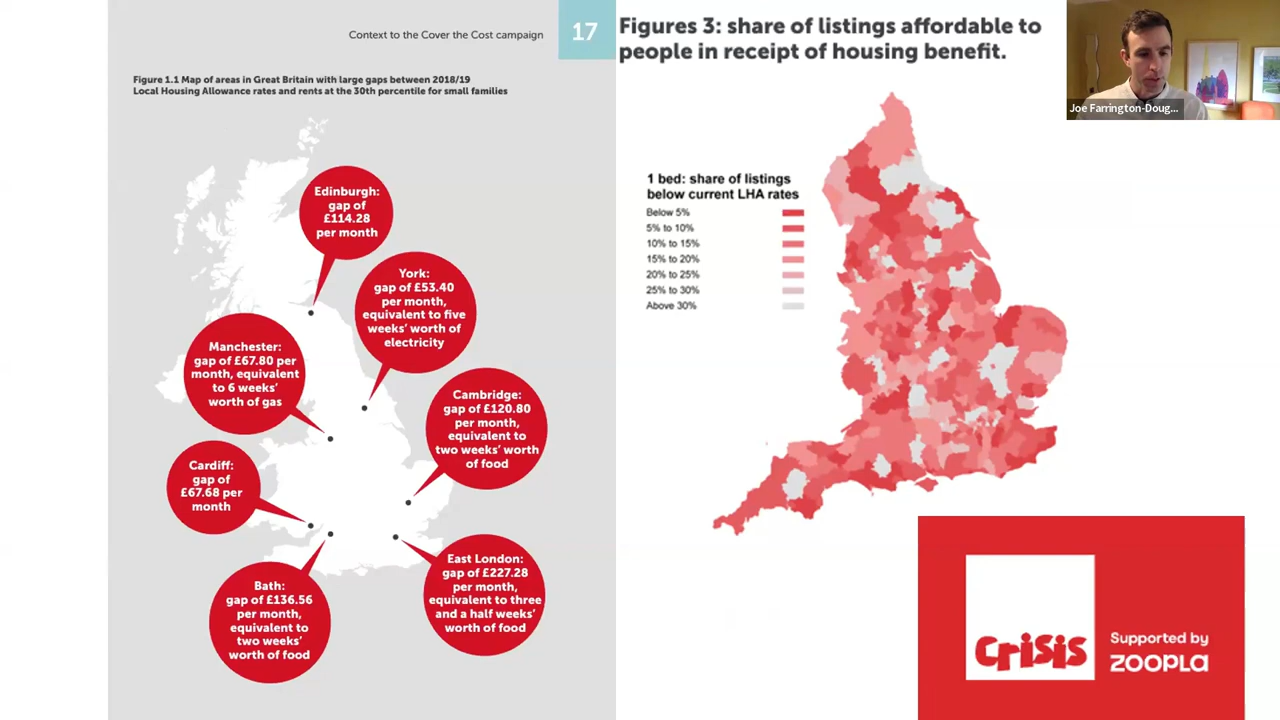 Context to the Cover the Cost campaign
17
Figure 1.1 Map of areas in Great Britain with large gaps between 2018/19
Local Housing Allowance rates and rents at the 30th percentile for small families
Edinburgh:
gap of
£114.28
per month
York:
gap of £53.40
per month,
equivalent to five
weeks' worth of
electricity
Manchester:
gap of £67.80 per
month, equivalent
to 6 weeks'
worth of gas
Cambridge:
gap of £120.80
per month,
equivalent to
two weeks' worth
of food
Cardiff:
gap of
£67.68 per
month
Bath:
gap of £136.56
per month,
equivalent to
two weeks'
worth of food
East London:
gap of £227.28
per month,
equivalent to three
and a half weeks'
worth of food
Figures 3: share of listings affordable to
people in receipt of housing benefit.
1 bed: share of listings
below current LHA rates
Below 5%
5% to 10%
10% to 15%
15% to 20%
20% to 25%
25% to 30%
Above 30%
Joe Farrington-Doug...
Crisis
Supported by
ZOOPLA